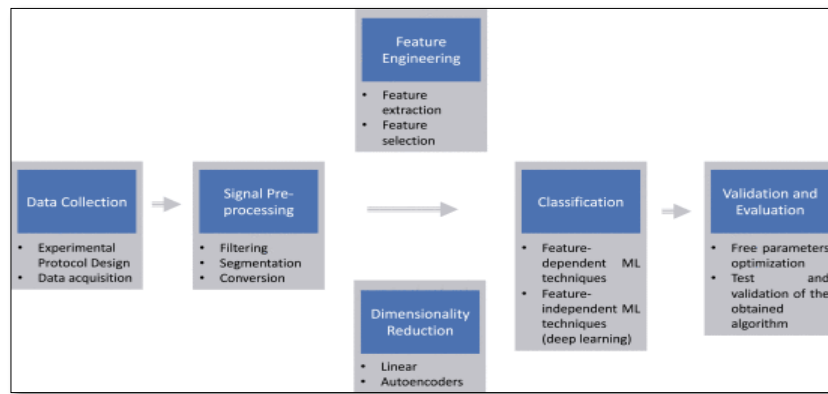 Feature
Engineering
• Feature
extraction
• Feature
selection
Data Collection
• Experimental
Protocol Design
• Data acquisition
Signal Pre-
processing
• Filtering
• Segmentation
• Conversion
Dimensionality
Reduction
• Linear
• Autoencoders
Classification
• Feature-
dependent ML
techniques
• Feature-
independent ML
techniques
(deep learning)
Validation and
Evaluation
• Free parameters
optimization
• Test and
validation of the
obtained
algorithm